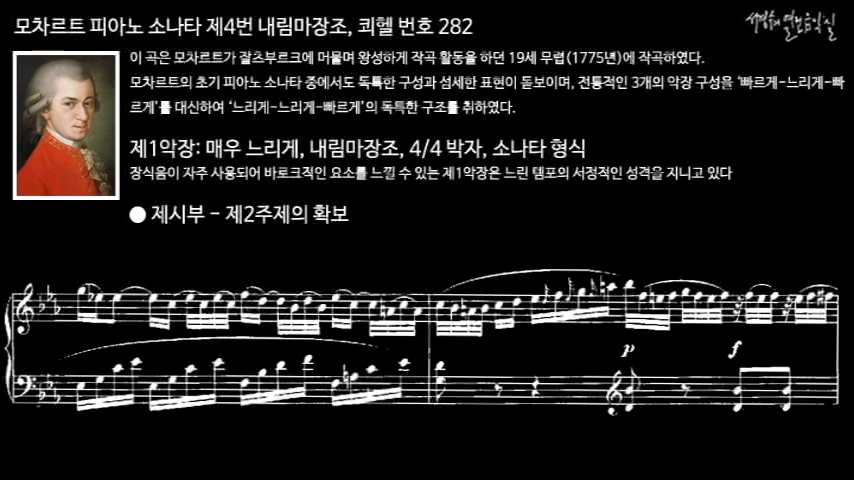 모차르트 피아노 소나타 제4번 내림마장조, 쾨헬 번호 282
서정원의 열린음악실
이 곡은 모차르트가 잘츠부르크에 머물며 왕성하게 작곡 활동을 하던 19세 무렵(1775년)에 작곡하였다.
모차르트의 초기 피아노 소나타 중에서도 독특한 구성과 섬세한 표현이 돋보이며, 전통적인 3개의 악장 구성을 ‘빠르게-느리게-빠
르게’를 대신하여 ‘느리게-느리게-빠르게’의 독특한 구조를 취하였다.
제1악장: 매우 느리게, 내림마장조, 4/4 박자, 소나타 형식
장식음이 자주 사용되어 바로크적인 요소를 느낄 수 있는 제1악장은 느린 템포의 서정적인 성격을 지니고 있다
● 제시부 - 제2주제의 확보
p f